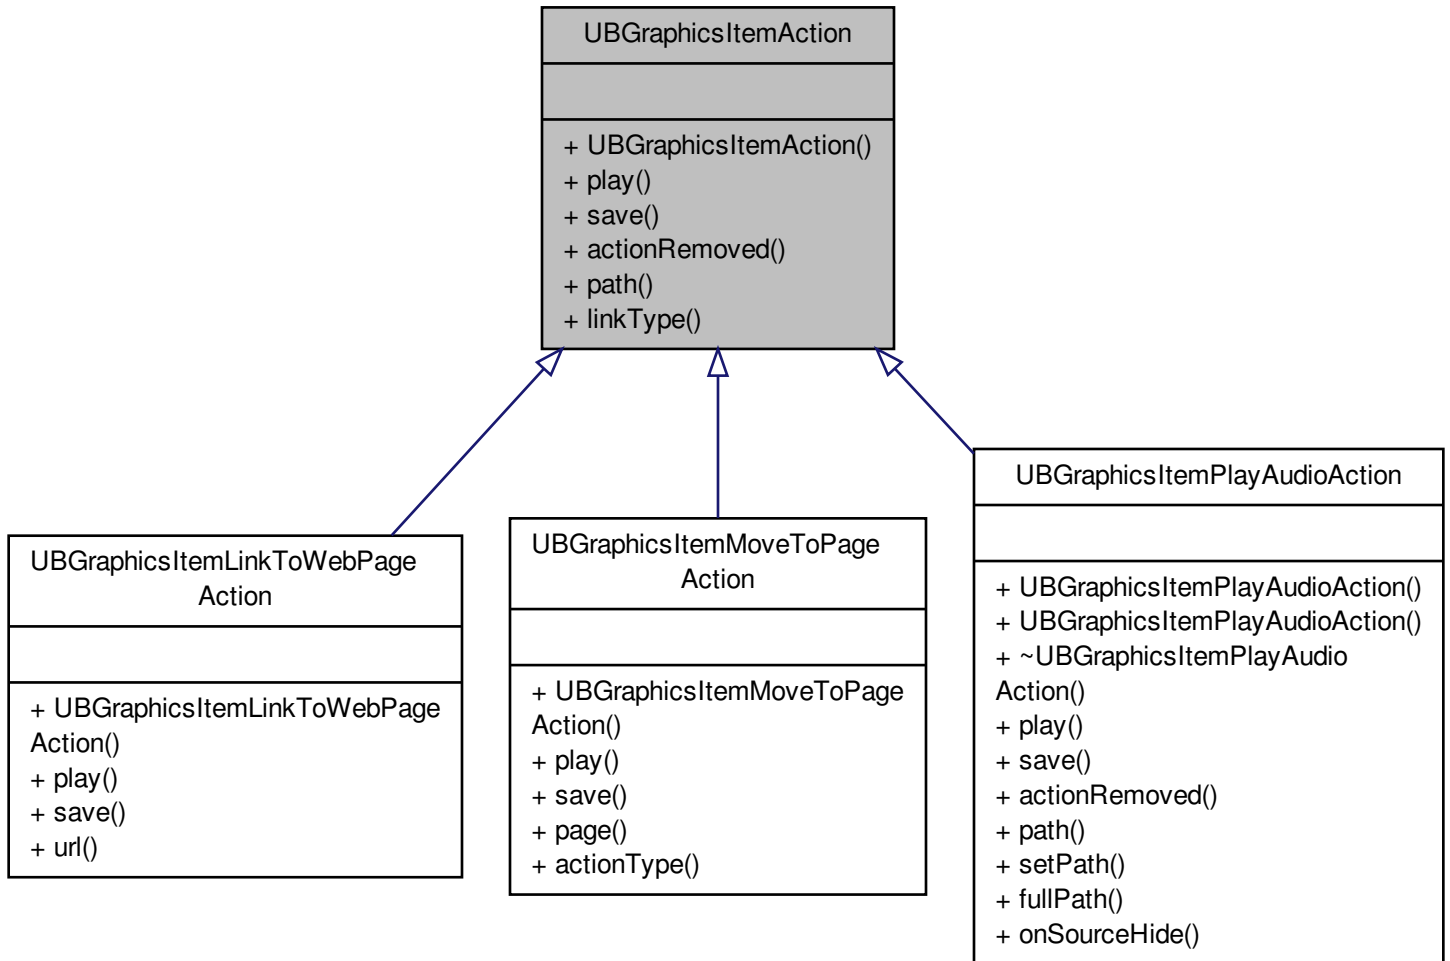 UBGraphicsItemAction
+ UBGraphicsItemAction()
+ play()
+ save()
+ actionRemoved()
+ path()
+ linkType()
UBGraphicsItemLinkToWebPage
Action
+ UBGraphicsItemLinkToWebPage
Action()
+ play()
+ save()
+ url()
UBGraphicsItemMoveToPage
Action
+ UBGraphicsItemMoveToPage
Action()
+ play()
+ save()
+ page()
+ actionType()
UBGraphicsItemPlayAudioAction
+ UBGraphicsItemPlayAudioAction()
+ UBGraphicsItemPlayAudioAction()
+ ~UBGraphicsItemPlayAudio
Action()
+ play()
+ save()
+ actionRemoved()
+ path()
+ setPath()
+ fullPath()
+ onSourceHide()